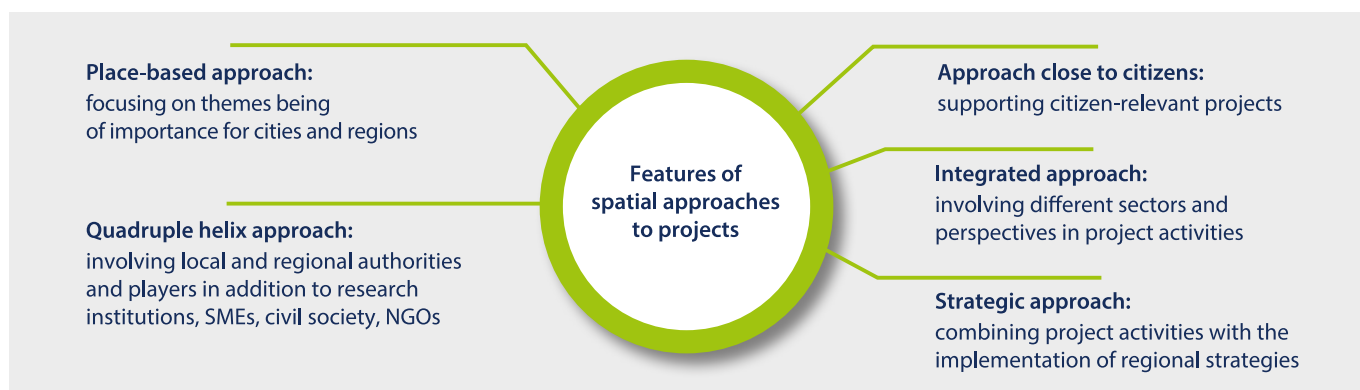 Place-based approach:
focusing on themes being
of importance for cities and regions
Quadruple helix approach:
involving local and regional authorities
and players in addition to research
institutions, SMEs, civil society, NGOs
Features of
spatial approaches
to projects
Approach close to citizens:
supporting citizen-relevant projects
Integrated approach:
involving different sectors and
perspectives in project activities
Strategic approach:
combining project activities with the
implementation of regional strategies